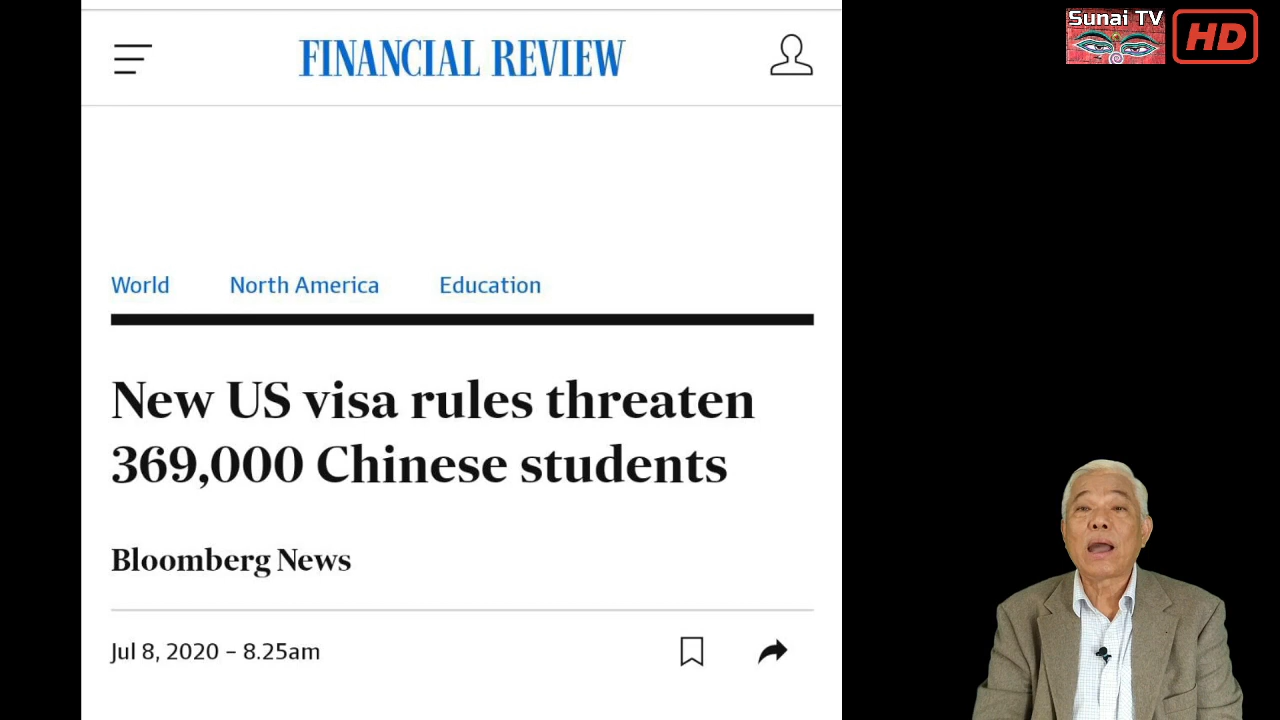 Sunai TV
HD
FINANCIAL REVIEW
World North America Education
New US visa rules threaten
369,000 Chinese students
Bloomberg News
Jul 8, 2020 – 8.25am